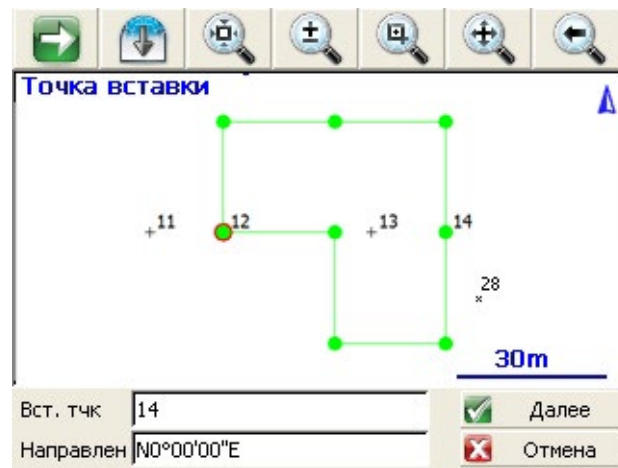 Точка вставки
11
12
13
14
28
30m
Вст. тчк 14
Далее
Направлен N0°00'00"E
Отмена